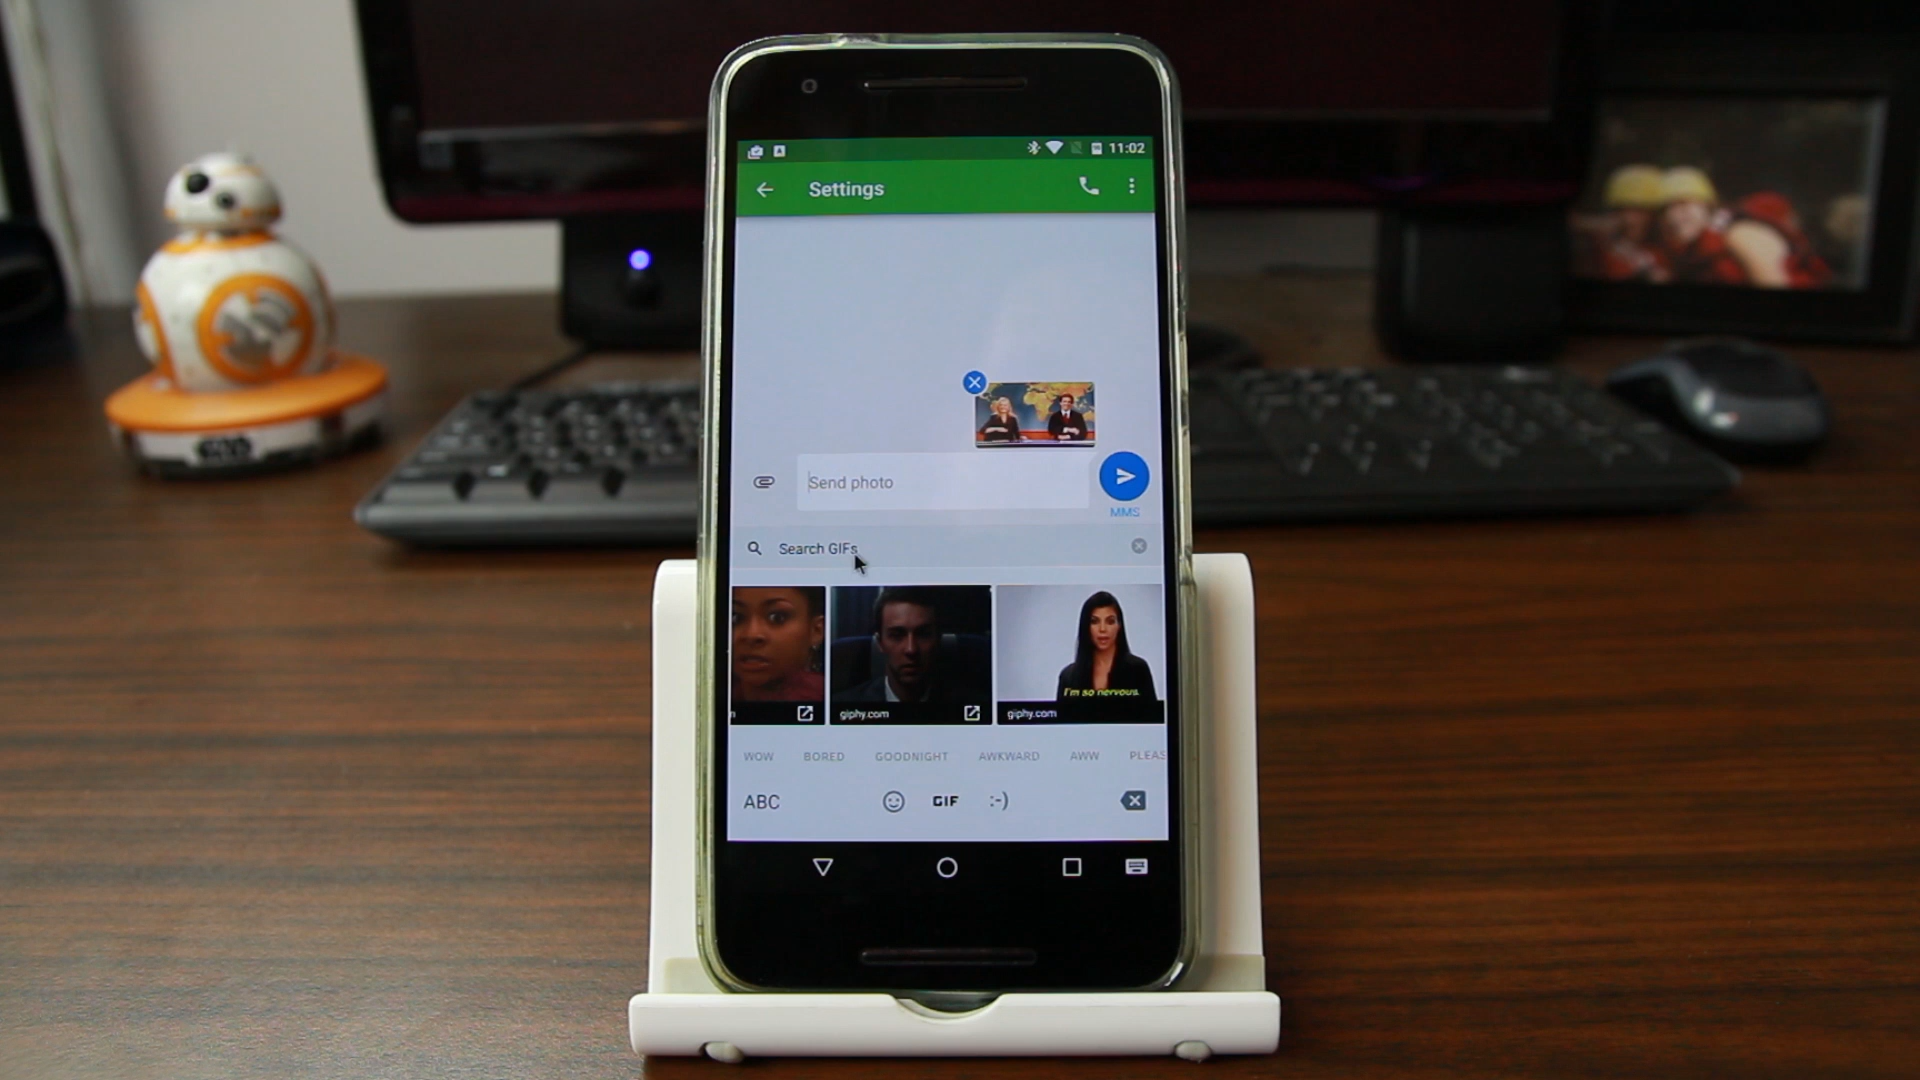 11:02
Settings
Send photo
MMS
Search GIFs
I'm so nervous.
giphy.com
giphy.com
WOW BORED GOODNIGHT AWKWARD AWW PLEAS
ABC GIF :-)